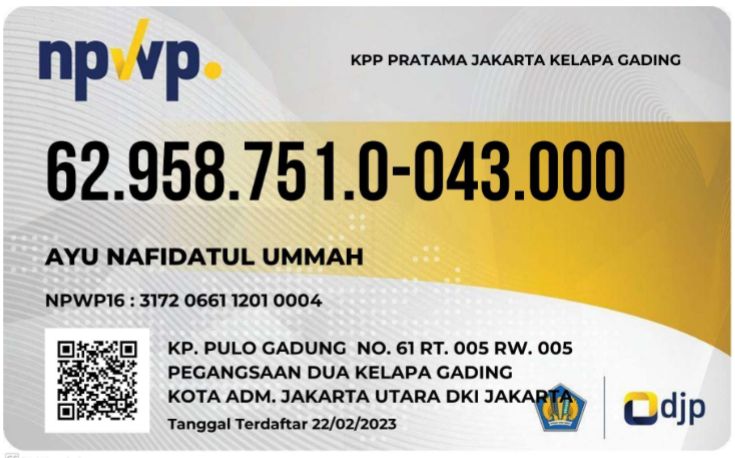 npwp.
KPP PRATAMA JAKARTA KELAPA GADING
62.958.751.0-043.000
AYU NAFIDATUL UMMAH
NPWP16 : 3172 0661 1201 0004
KP. PULO GADUNG NO. 61 RT. 005 RW. 005
PEGANGSAAN DUA KELAPA GADING
KOTA ADM. JAKARTA UTARA DKI JAKARTA
Tanggal Terdaftar 22/02/2023
djp